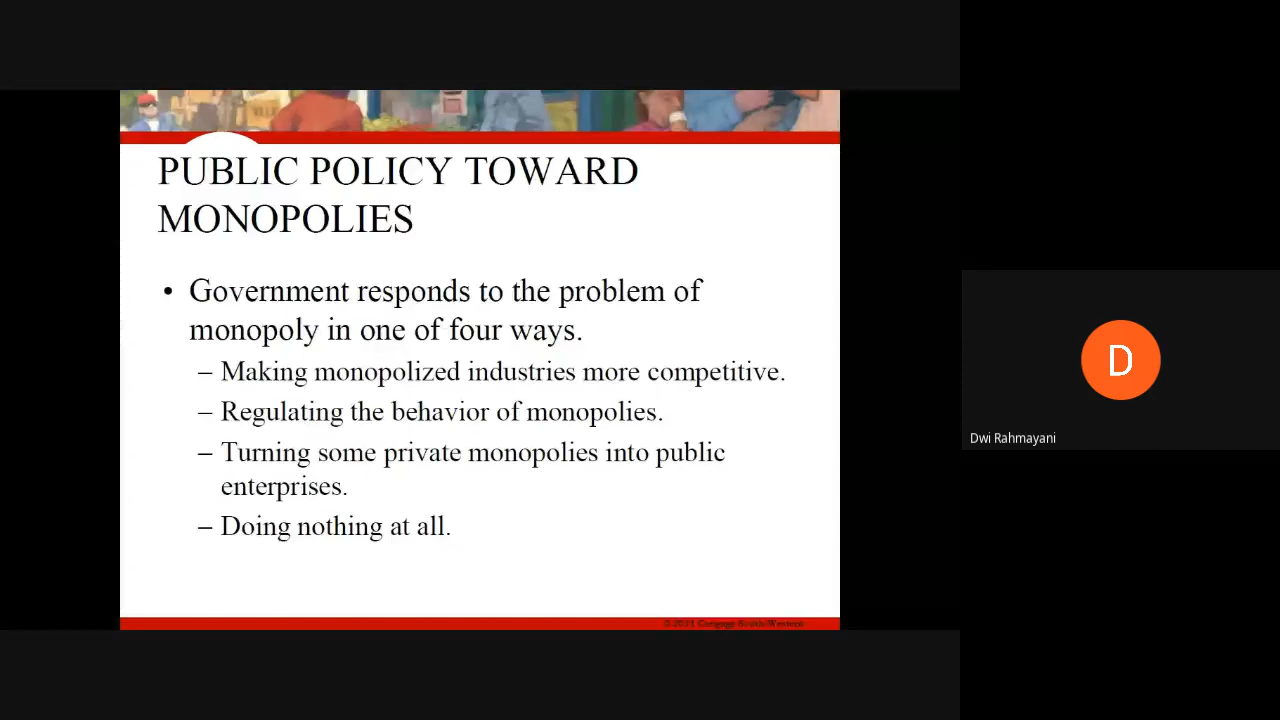 PUBLIC POLICY TOWARD
MONOPOLIES
• Government responds to the problem of
monopoly in one of four ways.
– Making monopolized industries more competitive.
– Regulating the behavior of monopolies.
– Turning some private monopolies into public
enterprises.
– Doing nothing at all.
D
Dwi Rahmayani